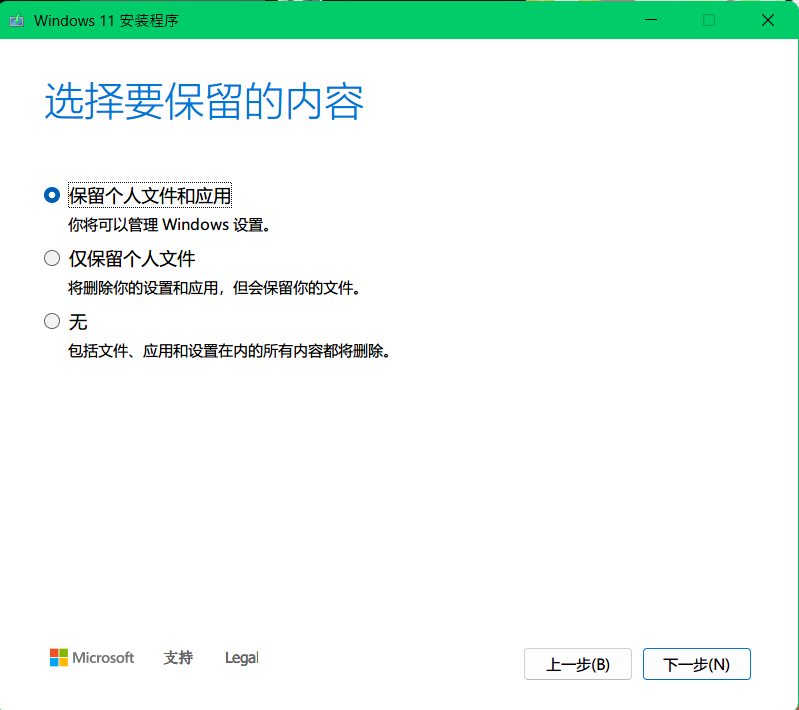 Windows 11 安装程序
选择要保留的内容
保留个人文件和应用
你将可以管理 Windows 设置。
仅保留个人文件
将删除你的设置和应用，但会保留你的文件。
无
包括文件、应用和设置在内的所有内容都将删除。
Microsoft 支持 Legal 上一步(B) 下一步(N)